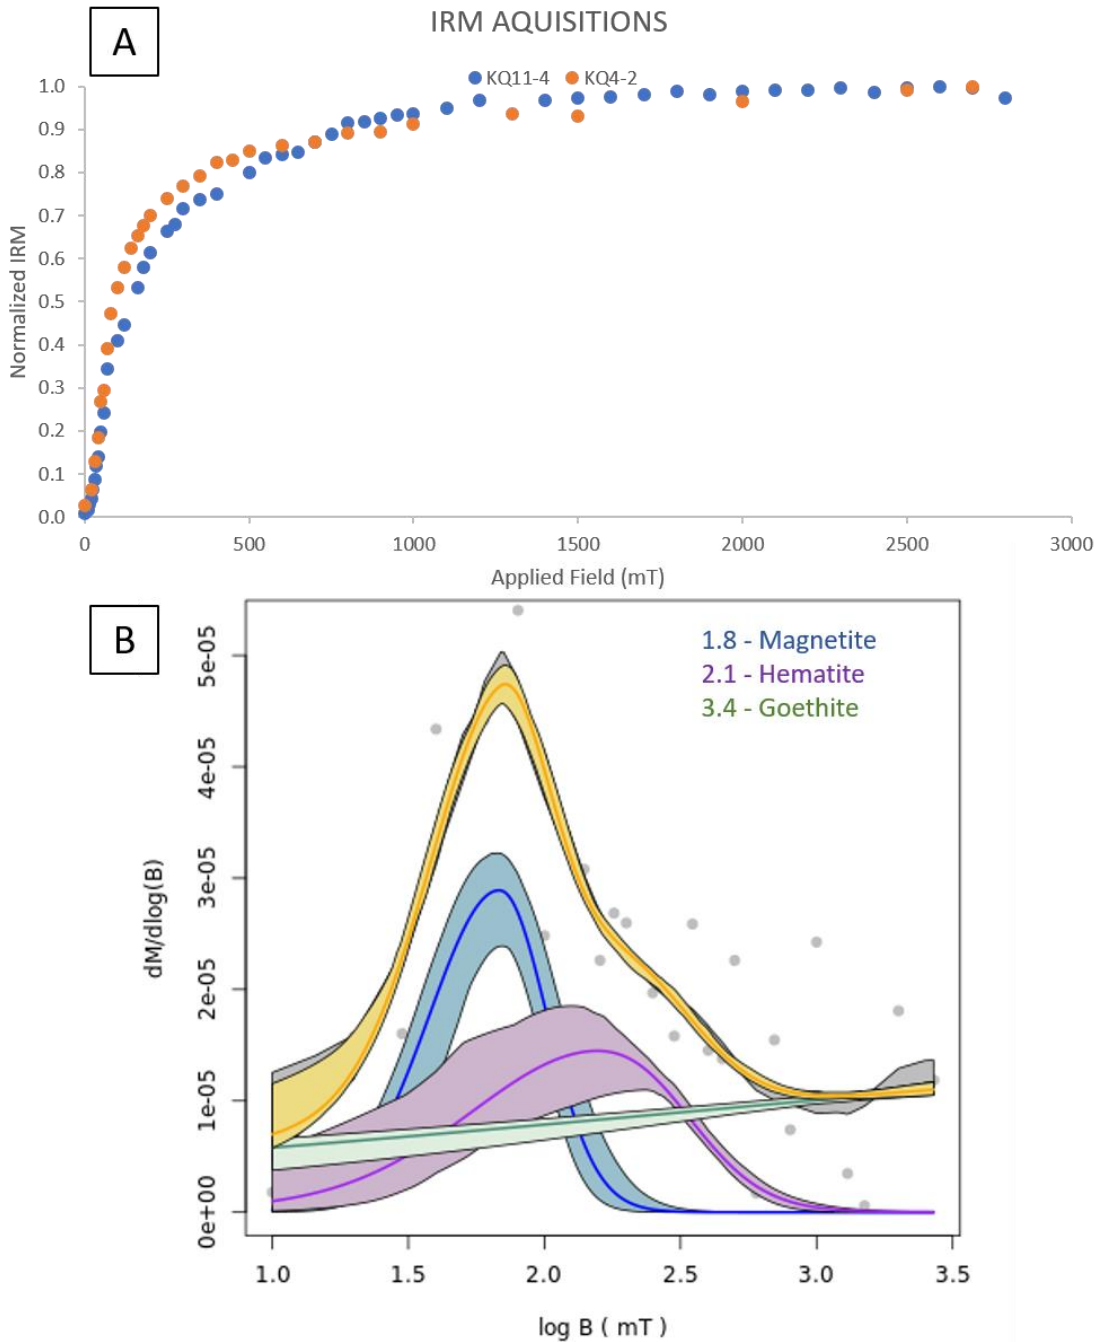 A
IRM AQUISITIONS
KQ11-4 KQ4-2
1.0
0.9
0.8
0.7
0.6
0.5
0.4
0.3
0.2
0.1
0.0
Normalized IRM
0 500 1000 1500 2000 2500 3000
Applied Field (mT)
B
1.8 - Magnetite
2.1 - Hematite
3.4 - Goethite
5e-05
4e-05
3e-05
2e-05
1e-05
0e+00
dM/dlog(B)
1.0 1.5 2.0 2.5 3.0 3.5
log B ( mT )